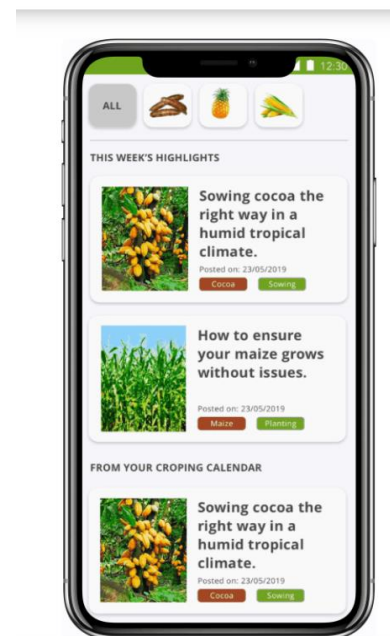 12:30
ALL
THIS WEEK'S HIGHLIGHTS
Sowing cocoa the
right way in a
humid tropical
climate.
Posted on: 23/05/2019
Cocoa Sowing
How to ensure
your maize grows
without issues.
Posted on: 23/05/2019
Maize Planting
FROM YOUR CROPING CALENDAR
Sowing cocoa the
right way in a
humid tropical
climate.
Posted on: 23/05/2019
Cocoa Sowing